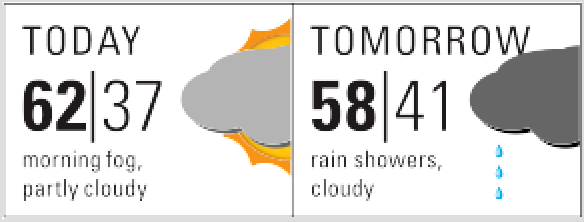 TODAY
62|37
morning fog,
partly cloudy
TOMORROW
58|41
rain showers,
cloudy